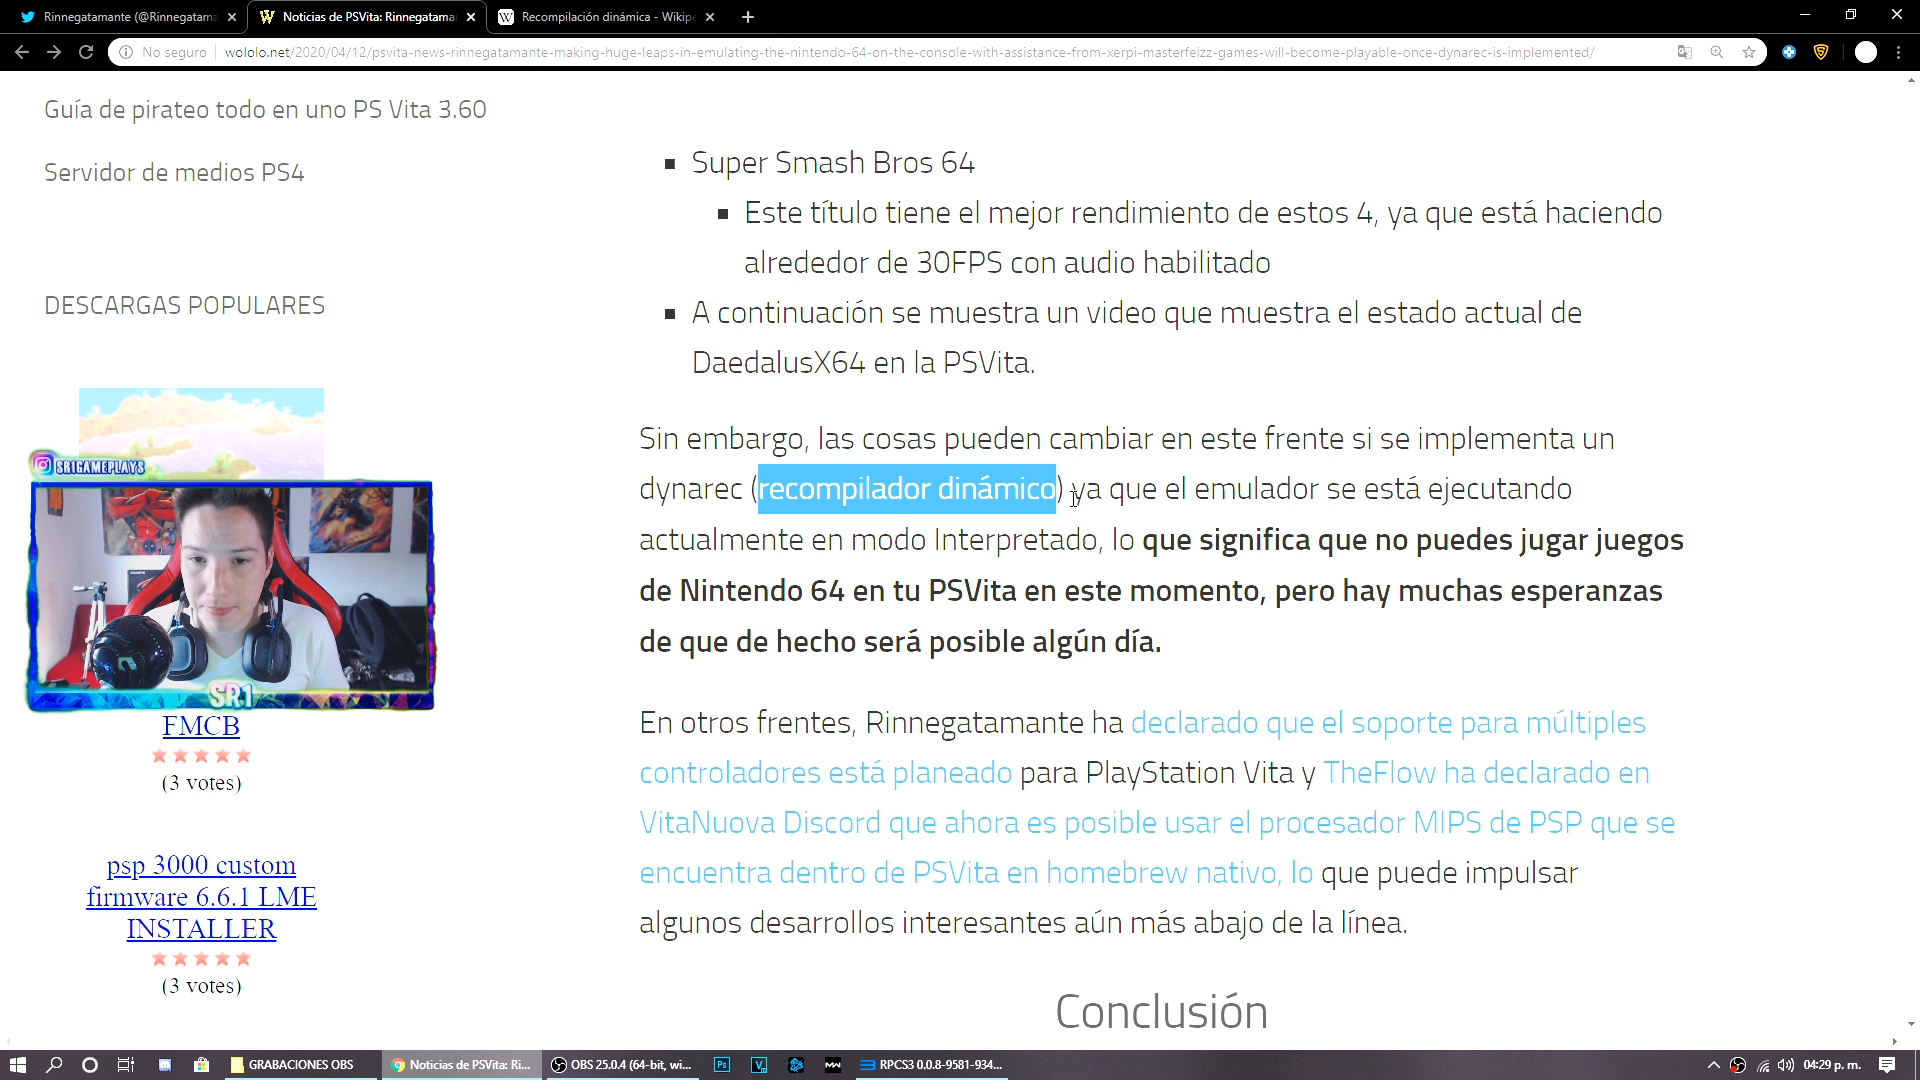 Rinnegatamante (@Rinnegatama
Noticias de PSVita: Rinnegatama
Recompilación dinámica - Wikipe
No seguro
wololo.net/2020/04/12/psvita-news-rinnegatamante-making-huge-leaps-in-emulating-the-nintendo-64-on-the-console-with-assistance-from-xerpi-masterfeizz-games-will-become-playable-once-dynarec-is-implemented/
Guía de pirateo todo en uno PS Vita 3.60
Servidor de medios PS4
DESCARGAS POPULARES
SR1GAMEPLAYS
SR1
FMCB
(3 votes)
psp 3000 custom
firmware 6.6.1 LME
INSTALLER
(3 votes)
Super Smash Bros 64
Este título tiene el mejor rendimiento de estos 4, ya que está haciendo
alrededor de 30FPS con audio habilitado
A continuación se muestra un video que muestra el estado actual de
DaedalusX64 en la PSVita.
Sin embargo, las cosas pueden cambiar en este frente si se implementa un
dynarec (recompilador dinámico) ya que el emulador se está ejecutando
actualmente en modo Interpretado, lo que significa que no puedes jugar juegos
de Nintendo 64 en tu PSVita en este momento, pero hay muchas esperanzas
de que de hecho será posible algún día.
En otros frentes, Rinnegatamante ha declarado que el soporte para múltiples
controladores está planeado para PlayStation Vita y TheFlow ha declarado en
VitaNuova Discord que ahora es posible usar el procesador MIPS de PSP que se
encuentra dentro de PSVita en homebrew nativo, lo que puede impulsar
algunos desarrollos interesantes aún más abajo de la línea.
Conclusión
GRABACIONES OBS
Noticias de PSVita: Ri...
OBS 25.0.4 (64-bit, wi...
Ps
RPCS3 0.0.8-9581-934...
04:29 p. m.